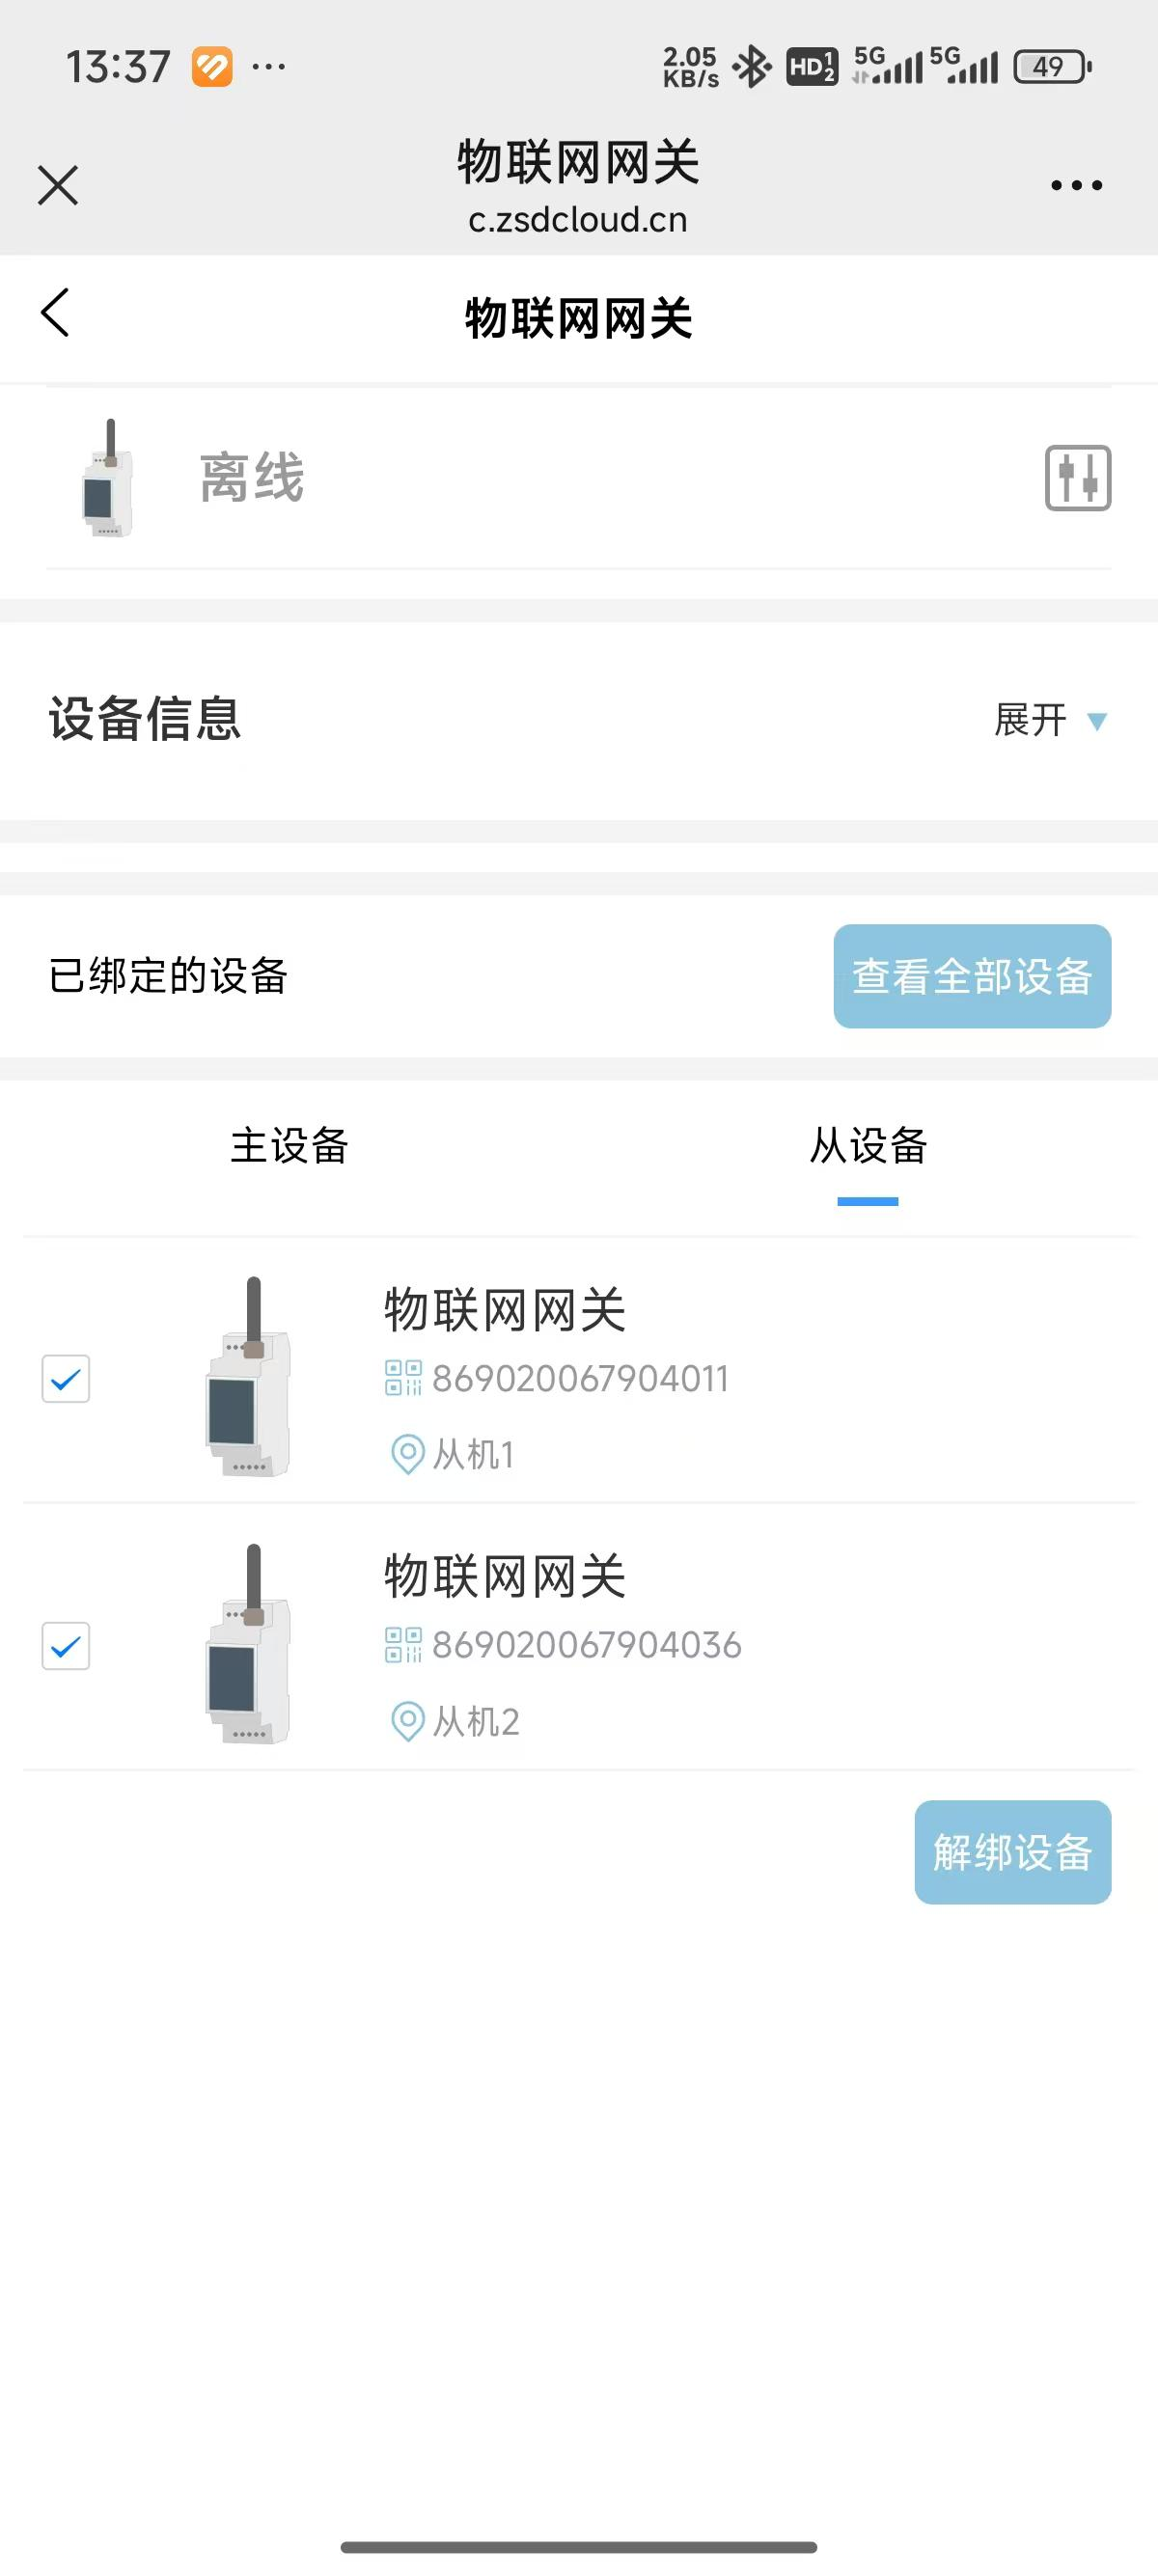 13:37 ... 2.05 KB/s HD 1 2 5G 5G 49
物联网网关
c.zsdcloud.cn
物联网网关
离线
设备信息 展开
已绑定的设备 查看全部设备
主设备 从设备
物联网网关
869020067904011
从机1
物联网网关
869020067904036
从机2
解绑设备